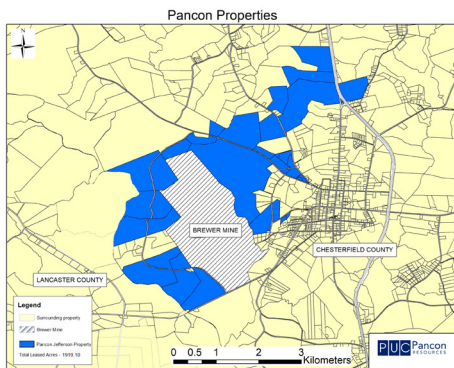 Pancon Properties
N
BREWER MINE
CHESTERFIELD COUNTY
LANCASTER COUNTY
Legend
Surrounding property
Brewer Mine
Pancon Jefferson Property
Total Leased Acres - 1919.10
0 0.5 1 2 3
Kilometers
PUC Pancon
RESOURCES